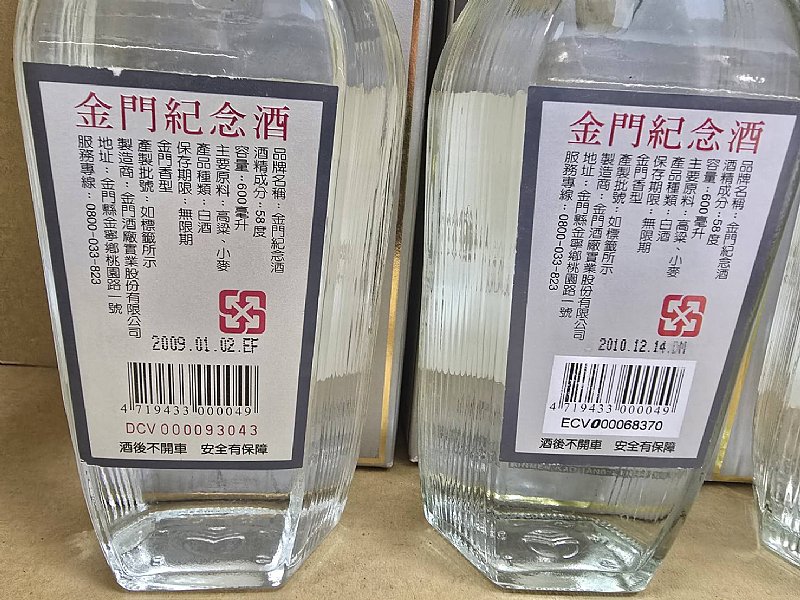 金門紀念酒
品牌名稱：金門紀念酒
酒精成分：58度
容量：600毫升
主要原料：高粱、小麥
產品種類：白酒
保存期限：無限期
金門香型
產製批號：如標籤所示
製造商：金門酒廠實業股份有限公司
地址：金門縣金寧鄉桃園路一號
服務專線：0800-033-823
2009.01.02.EF
4 719433 000049
DCV000093043
酒後不開車 安全有保障
金門紀念酒
品牌名稱：金門紀念酒
酒精成分：58度
容量：600毫升
主要原料：高粱、小麥
產品種類：白酒
保存期限：無限期
金門香型
產製批號：如標籤所示
製造商：金門酒廠實業股份有限公司
地址：金門縣金寧鄉桃園路一號
服務專線：0800-033-823
2010.12.14
4 719433 000049
ECV000068370
酒後不開車 安全有保障